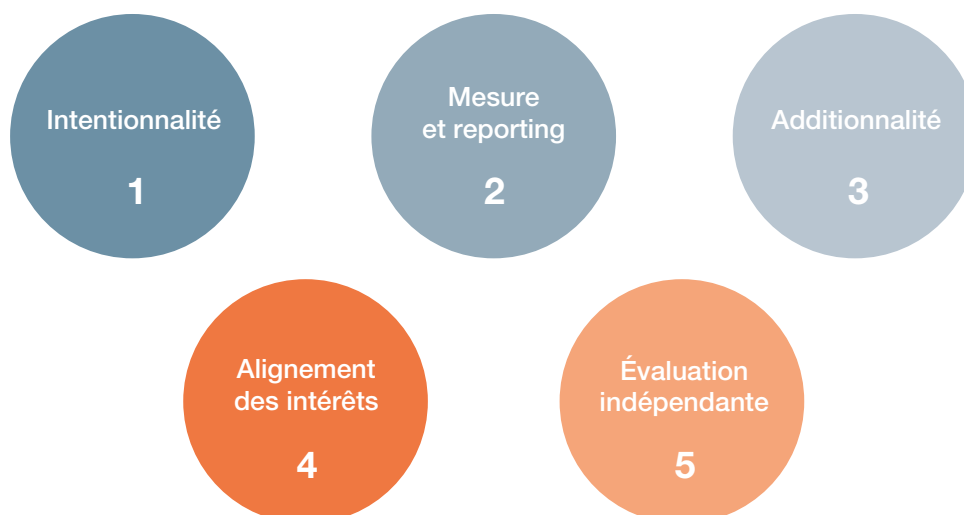 Intentionnalité
1
Mesure
et reporting
2
Additionnalité
3
Alignement
des intérêts
4
Évaluation
indépendante
5